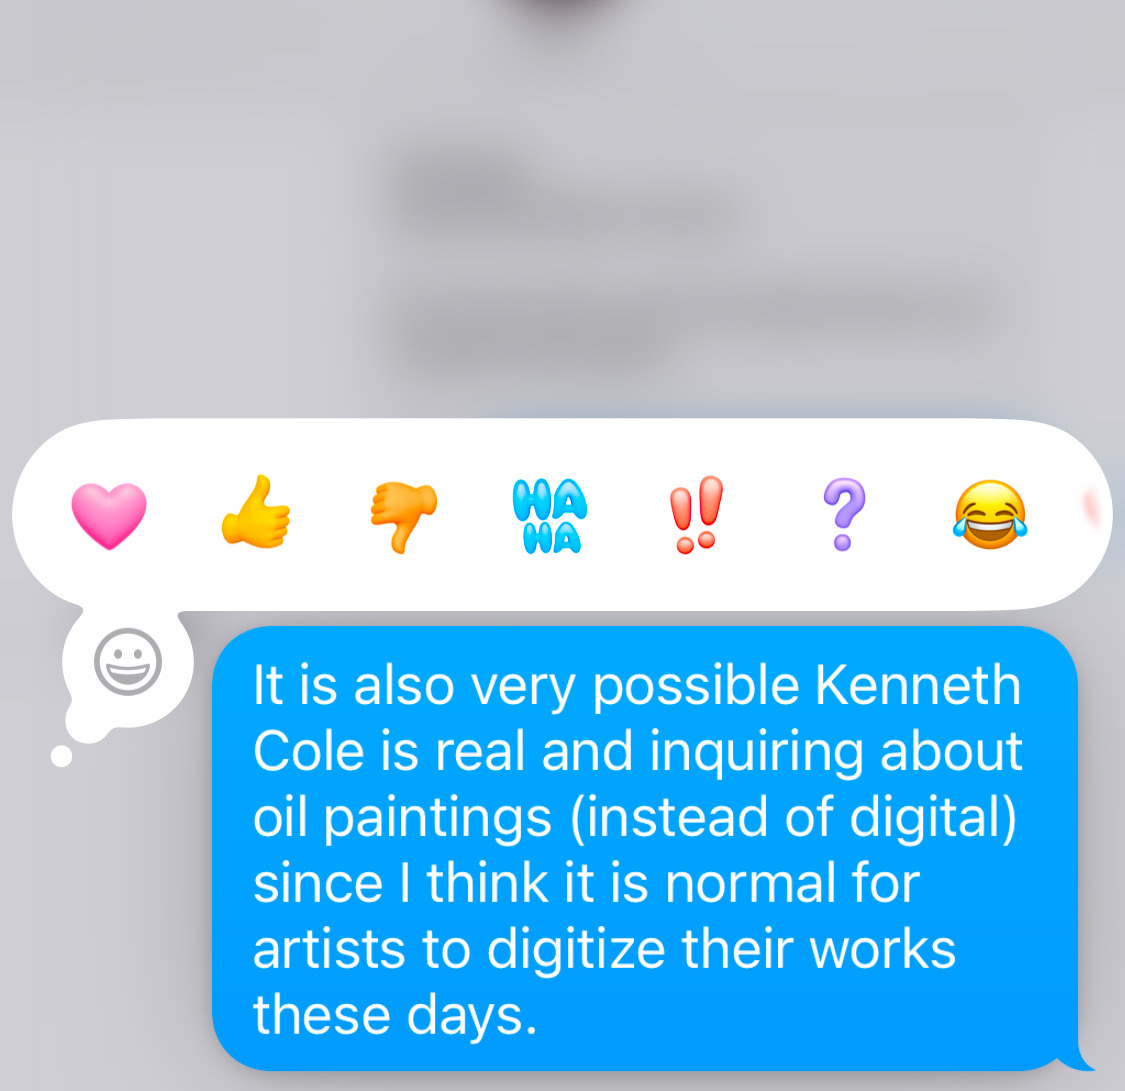 HA
HA
!!
?
It is also very possible Kenneth
Cole is real and inquiring about
oil paintings (instead of digital)
since I think it is normal for
artists to digitize their works
these days.